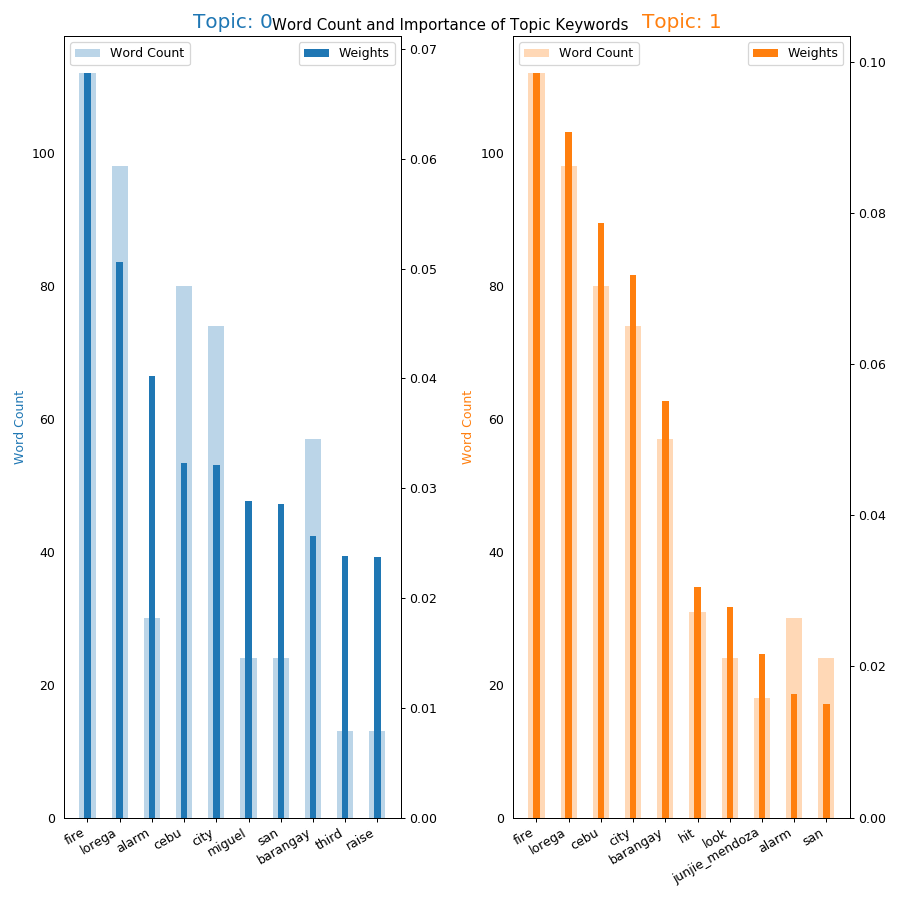 Word Count and Importance of Topic Keywords
Topic: 0
Word Count
Weights
Word Count
0
20
40
60
80
100
0.00
0.01
0.02
0.03
0.04
0.05
0.06
0.07
fire
lorega
alarm
cebu
city
miguel
san
barangay
third
raise
Topic: 1
Word Count
Weights
Word Count
0
20
40
60
80
100
0.00
0.02
0.04
0.06
0.08
0.10
fire
lorega
cebu
city
barangay
hit
look
junjie_mendoza
alarm
san